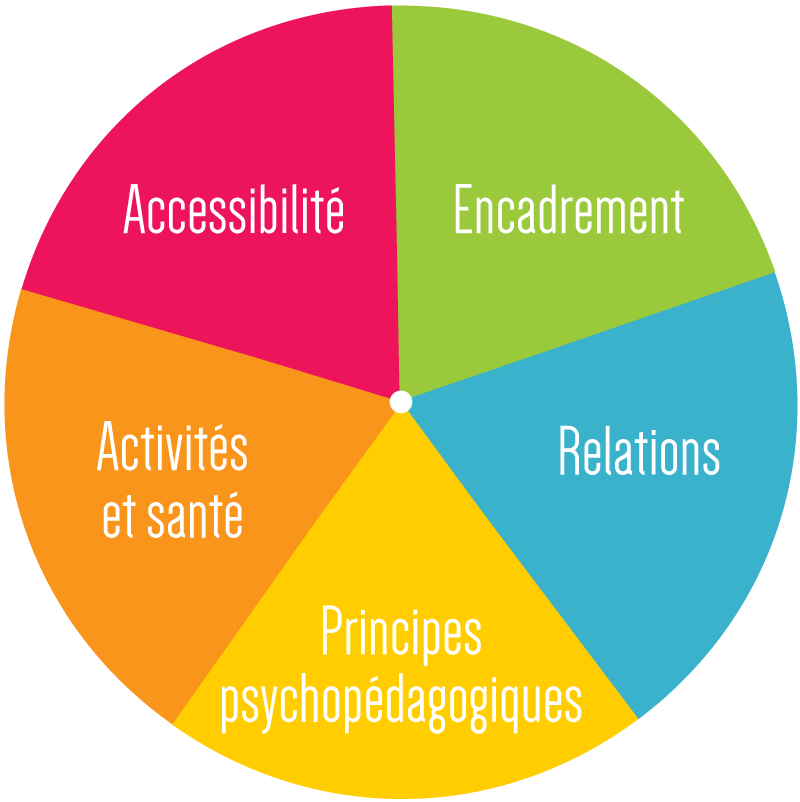 Accessibilité
Encadrement
Relations
Activités
et santé
Principes
psychopédagogiques